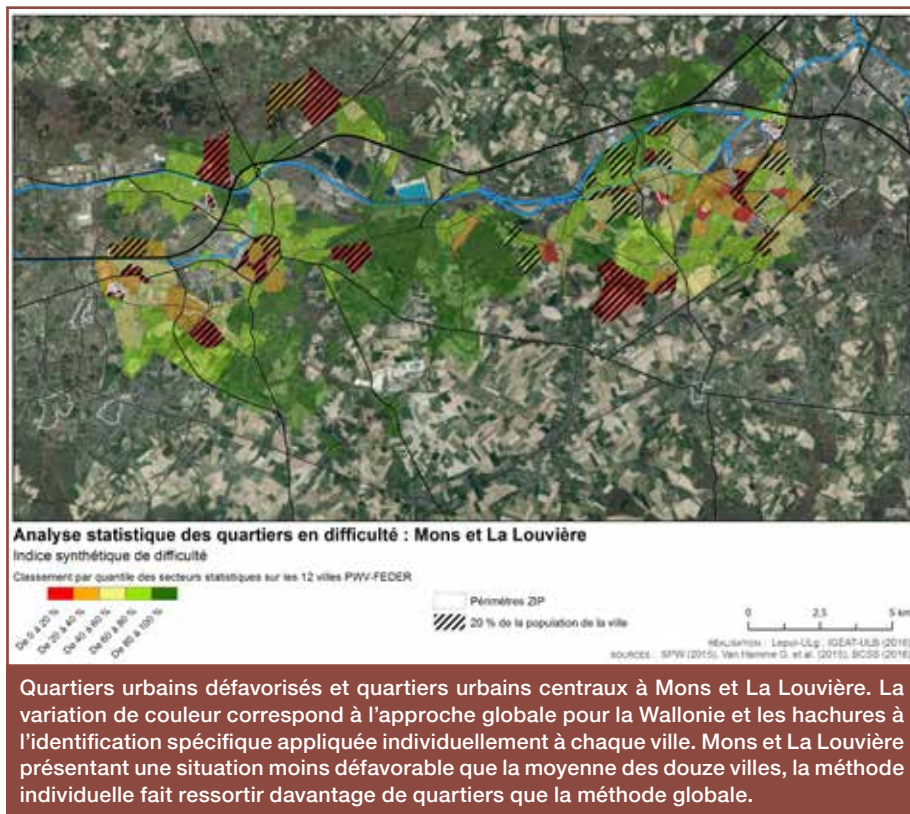 Analyse statistique des quartiers en difficulté : Mons et La Louvière
Indice synthétique de difficulté
Classement par quantile des secteurs statistiques sur les 12 villes PWV-FEDER
De 0 à 20 %
De 20 à 40 %
De 40 à 60 %
De 60 à 80 %
De 80 à 100 %
Périmètres ZIP
20 % de la population de la ville
0 2,5 5 km
RÉALISATION : Lepur-ULg , IGEAT-ULB (2016)
SOURCES : SPW (2015), Van Hamme G. et al. (2015), BCSS (2016)
Quartiers urbains défavorisés et quartiers urbains centraux à Mons et La Louvière. La
variation de couleur correspond à l'approche globale pour la Wallonie et les hachures à
l'identification spécifique appliquée individuellement à chaque ville. Mons et La Louvière
présentant une situation moins défavorable que la moyenne des douze villes, la méthode
individuelle fait ressortir davantage de quartiers que la méthode globale.